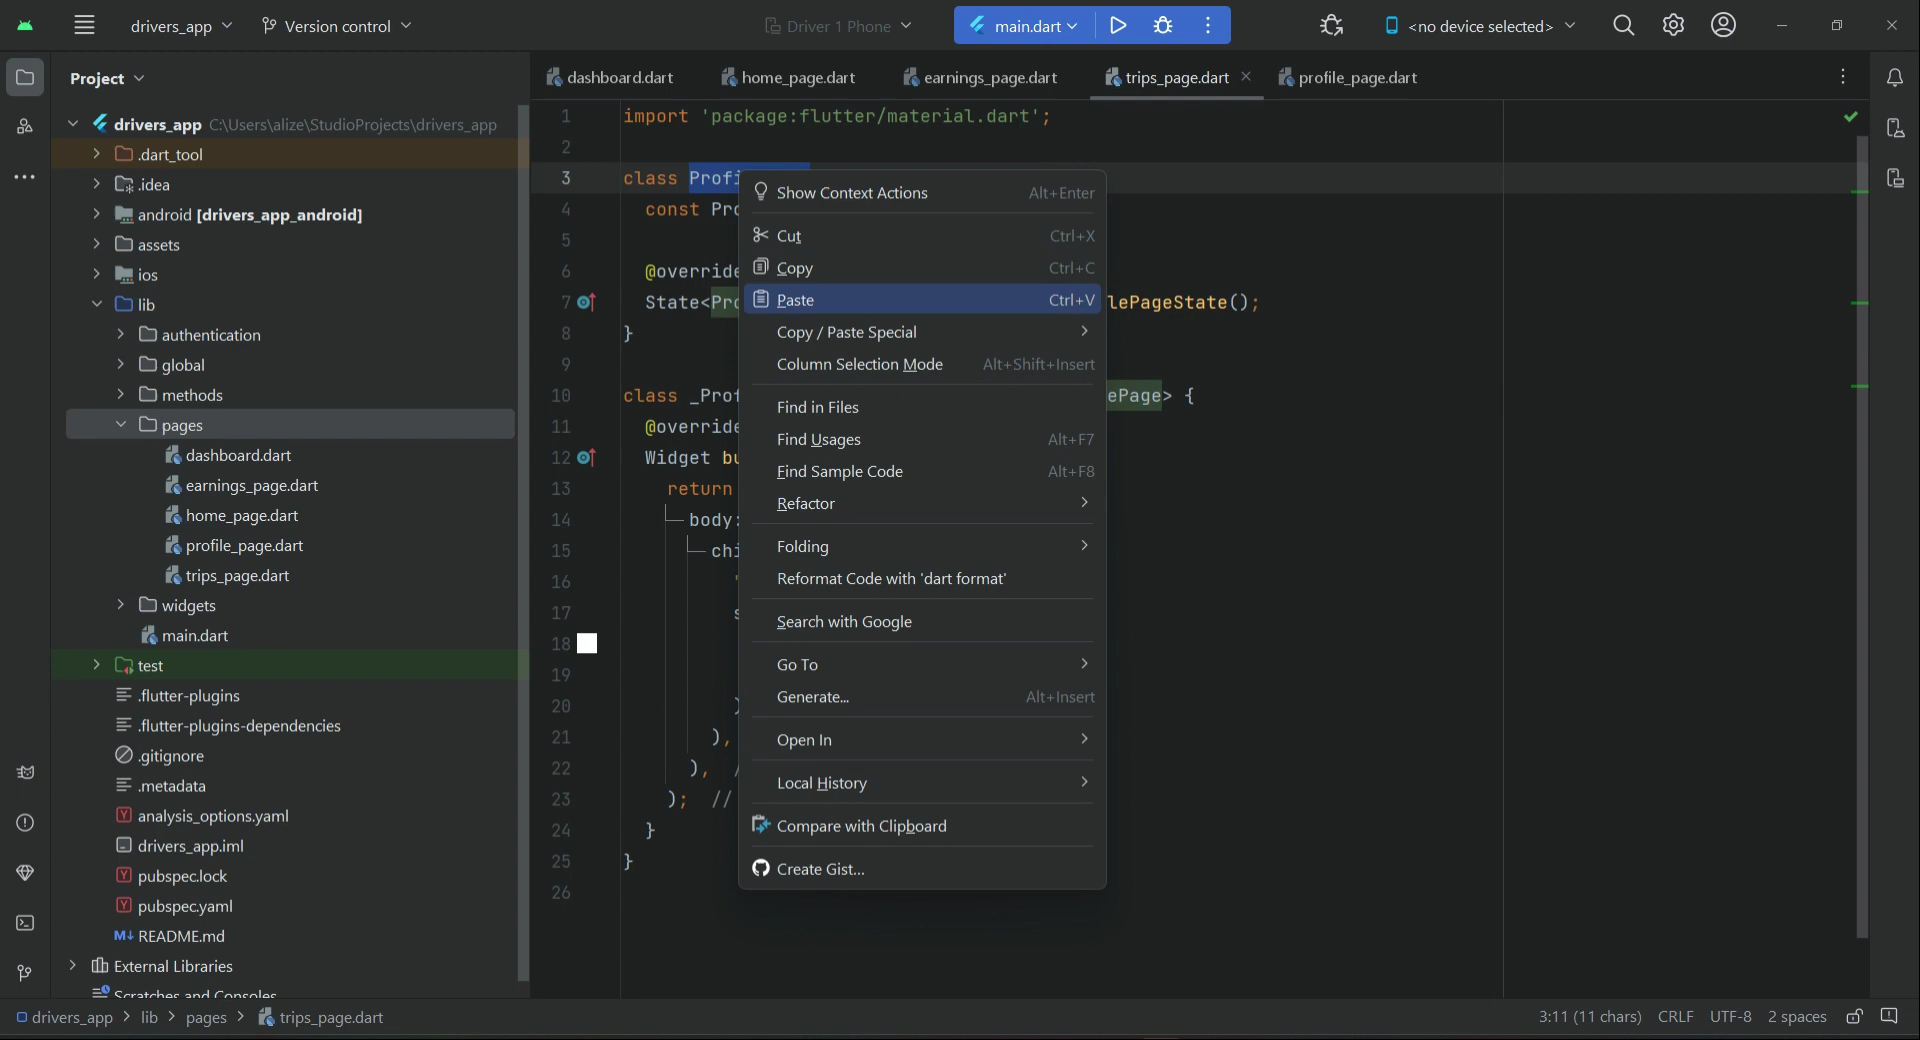 drivers_app
Version control
Driver 1 Phone
main.dart
<no device selected>
Project
dashboard.dart
home_page.dart
earnings_page.dart
trips_page.dart
profile_page.dart
drivers_app C:\Users\alize\StudioProjects\drivers_app
.dart_tool
.idea
android [drivers_app_android]
assets
ios
lib
authentication
global
methods
pages
dashboard.dart
earnings_page.dart
home_page.dart
profile_page.dart
trips_page.dart
widgets
main.dart
test
.flutter-plugins
.flutter-plugins-dependencies
.gitignore
.metadata
analysis_options.yaml
drivers_app.iml
pubspec.lock
pubspec.yaml
README.md
External Libraries
Scratches and Consoles
1 import 'package:flutter/material.dart';
2
3 class Profi
4 const Pro
5
6 @override
7 State<Pro lePageState();
8 }
9
10 class _Prof ePage> {
11 @override
12 Widget bu
13 return
14 body:
15 chi
16 '
17 s
18
19
20 )
21 ),
22 ), /
23 ); //
24 }
25 }
26
Show Context Actions Alt+Enter
Cut Ctrl+X
Copy Ctrl+C
Paste Ctrl+V
Copy / Paste Special
Column Selection Mode Alt+Shift+Insert
Find in Files
Find Usages Alt+F7
Find Sample Code Alt+F8
Refactor
Folding
Reformat Code with 'dart format'
Search with Google
Go To
Generate... Alt+Insert
Open In
Local History
Compare with Clipboard
Create Gist...
drivers_app > lib > pages > trips_page.dart
3:11 (11 chars) CRLF UTF-8 2 spaces